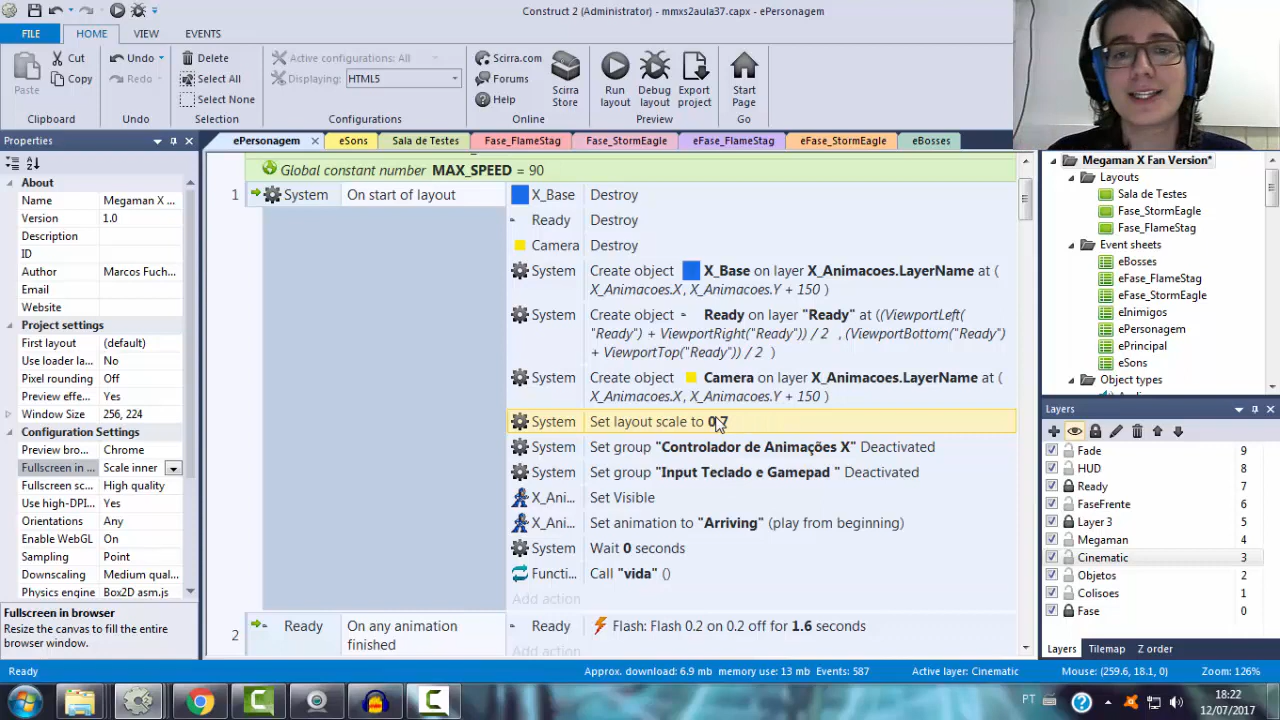 Construct 2 (Administrator) - mmxs2aula37.capx - ePersonagem
FILE HOME VIEW EVENTS
Paste
Cut
Copy
Clipboard
Undo
Redo
Undo
Delete
Select All
Select None
Selection
Active configurations: All
Displaying: HTML5
Configurations
Scirra.com
Forums
Help
Scirra Store
Online
Run layout
Debug layout
Export project
Preview
Start Page
Go
Properties
ePersonagem eSons Sala de Testes Fase_FlameStag Fase_StormEagle eFase_FlameStag eFase_StormEagle eBosses
About
Name Megaman X ...
Version 1.0
Description
ID
Author Marcos Fuch...
Email
Website
Project settings
First layout (default)
Use loader la... No
Pixel rounding Off
Preview effe... Yes
Window Size 256, 224
Configuration Settings
Preview bro... Chrome
Fullscreen in ... Scale inner
Fullscreen sc... High quality
Use high-DPI... Yes
Orientations Any
Enable WebGL On
Sampling Point
Downscaling Medium qual...
Physics engine Box2D asm.js
Fullscreen in browser
Resize the canvas to fill the entire
browser window.
Global constant number MAX_SPEED = 90
1 System On start of layout X_Base Destroy
Ready Destroy
Camera Destroy
System Create object X_Base on layer X_Animacoes.LayerName at (
X_Animacoes.X, X_Animacoes.Y + 150 )
System Create object Ready on layer "Ready" at ((ViewportLeft(
"Ready") + ViewportRight("Ready")) / 2 , (ViewportBottom("Ready")
+ ViewportTop("Ready")) / 2 )
System Create object Camera on layer X_Animacoes.LayerName at (
X_Animacoes.X, X_Animacoes.Y + 150 )
System Set layout scale to 0.7
System Set group "Controlador de Animações X" Deactivated
System Set group "Input Teclado e Gamepad " Deactivated
X_Ani... Set Visible
X_Ani... Set animation to "Arriving" (play from beginning)
System Wait 0 seconds
Functi... Call "vida" ()
Add action
2 Ready On any animation finished Ready Flash: Flash 0.2 on 0.2 off for 1.6 seconds
Add action
Megaman X Fan Version*
Layouts
Sala de Testes
Fase_StormEagle
Fase_FlameStag
Event sheets
eBosses
eFase_FlameStag
eFase_StormEagle
eInimigos
ePersonagem
ePrincipal
eSons
Object types
Layers
Fade 9
HUD 8
Ready 7
FaseFrente 6
Layer 3 5
Megaman 4
Cinematic 3
Objetos 2
Colisoes 1
Fase 0
Layers Tilemap Z order
Ready Approx. download: 6.9 mb memory use: 13 mb Events: 587 Active layer: Cinematic Mouse: (259.6, 18.1, 0) Zoom: 126%
PT 18:22
12/07/2017